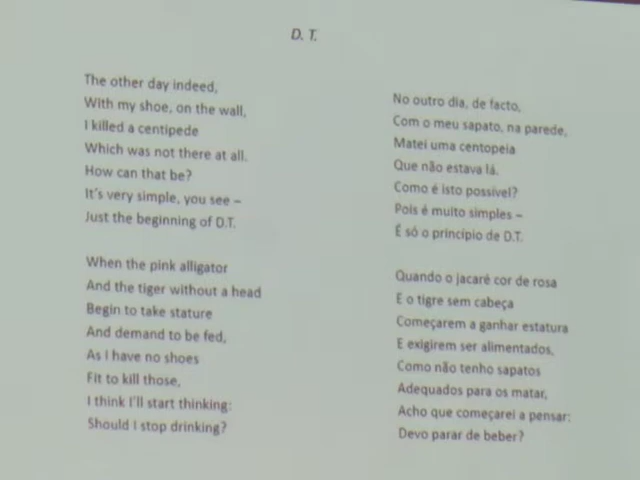 D. T.
The other day indeed,
With my shoe, on the wall,
I killed a centipede
Which was not there at all.
How can that be?
It's very simple, you see –
Just the beginning of D.T.
When the pink alligator
And the tiger without a head
Begin to take stature
And demand to be fed,
As I have no shoes
Fit to kill those,
I think I'll start thinking:
Should I stop drinking?
No outro dia, de facto,
Com o meu sapato, na parede,
Matei uma centopeia
Que não estava lá.
Como é isto possível?
Pois é muito simples –
É só o princípio de D.T.
Quando o jacaré cor de rosa
E o tigre sem cabeça
Começarem a ganhar estatura
E exigirem ser alimentados,
Como não tenho sapatos
Adequados para os matar,
Acho que começarei a pensar:
Devo parar de beber?